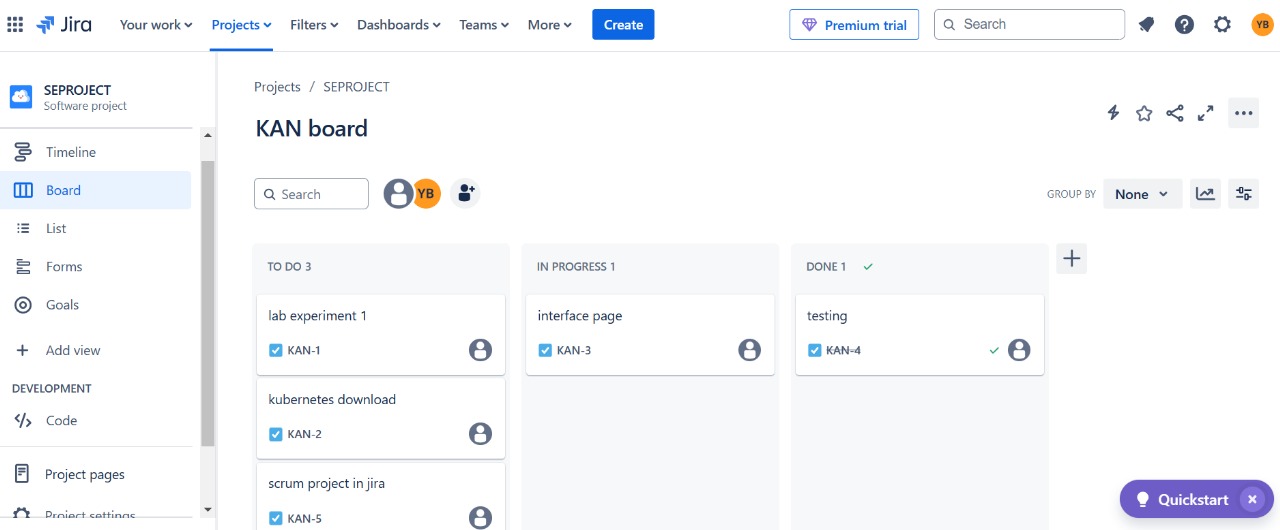 Jira Your work Projects Filters Dashboards Teams More Create Premium trial Search YB
SEPROJECT
Software project
Timeline
Board
List
Forms
Goals
Add view
DEVELOPMENT
Code
Project pages
Project settings
Projects / SEPROJECT
KAN board
Search YB GROUP BY None
TO DO 3
lab experiment 1
KAN-1
kubernetes download
KAN-2
scrum project in jira
KAN-5
IN PROGRESS 1
interface page
KAN-3
DONE 1
testing
KAN-4
Quickstart